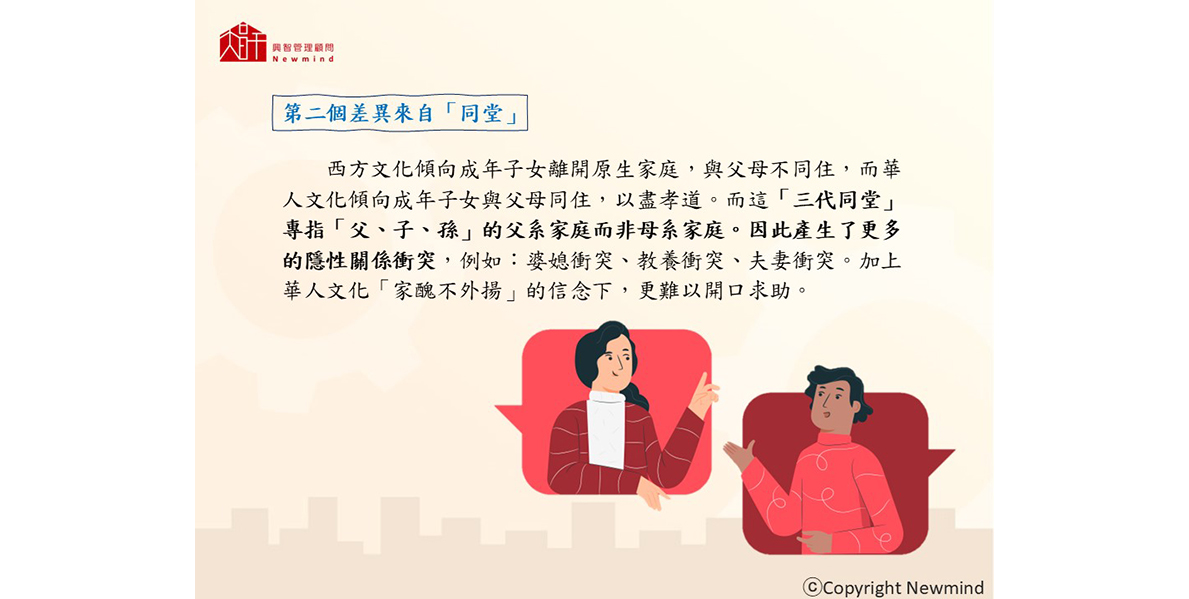 興智管理顧問
Newmind
第二個差異來自「同堂」
西方文化傾向成年子女離開原生家庭，與父母不同住，而華
人文化傾向成年子女與父母同住，以盡孝道。而這「三代同堂」
專指「父、子、孫」的父系家庭而非母系家庭。因此產生了更多
的隱性關係衝突，例如：婆媳衝突、教養衝突、夫妻衝突。加上
華人文化「家醜不外揚」的信念下，更難以開口求助。
ⓒCopyright Newmind